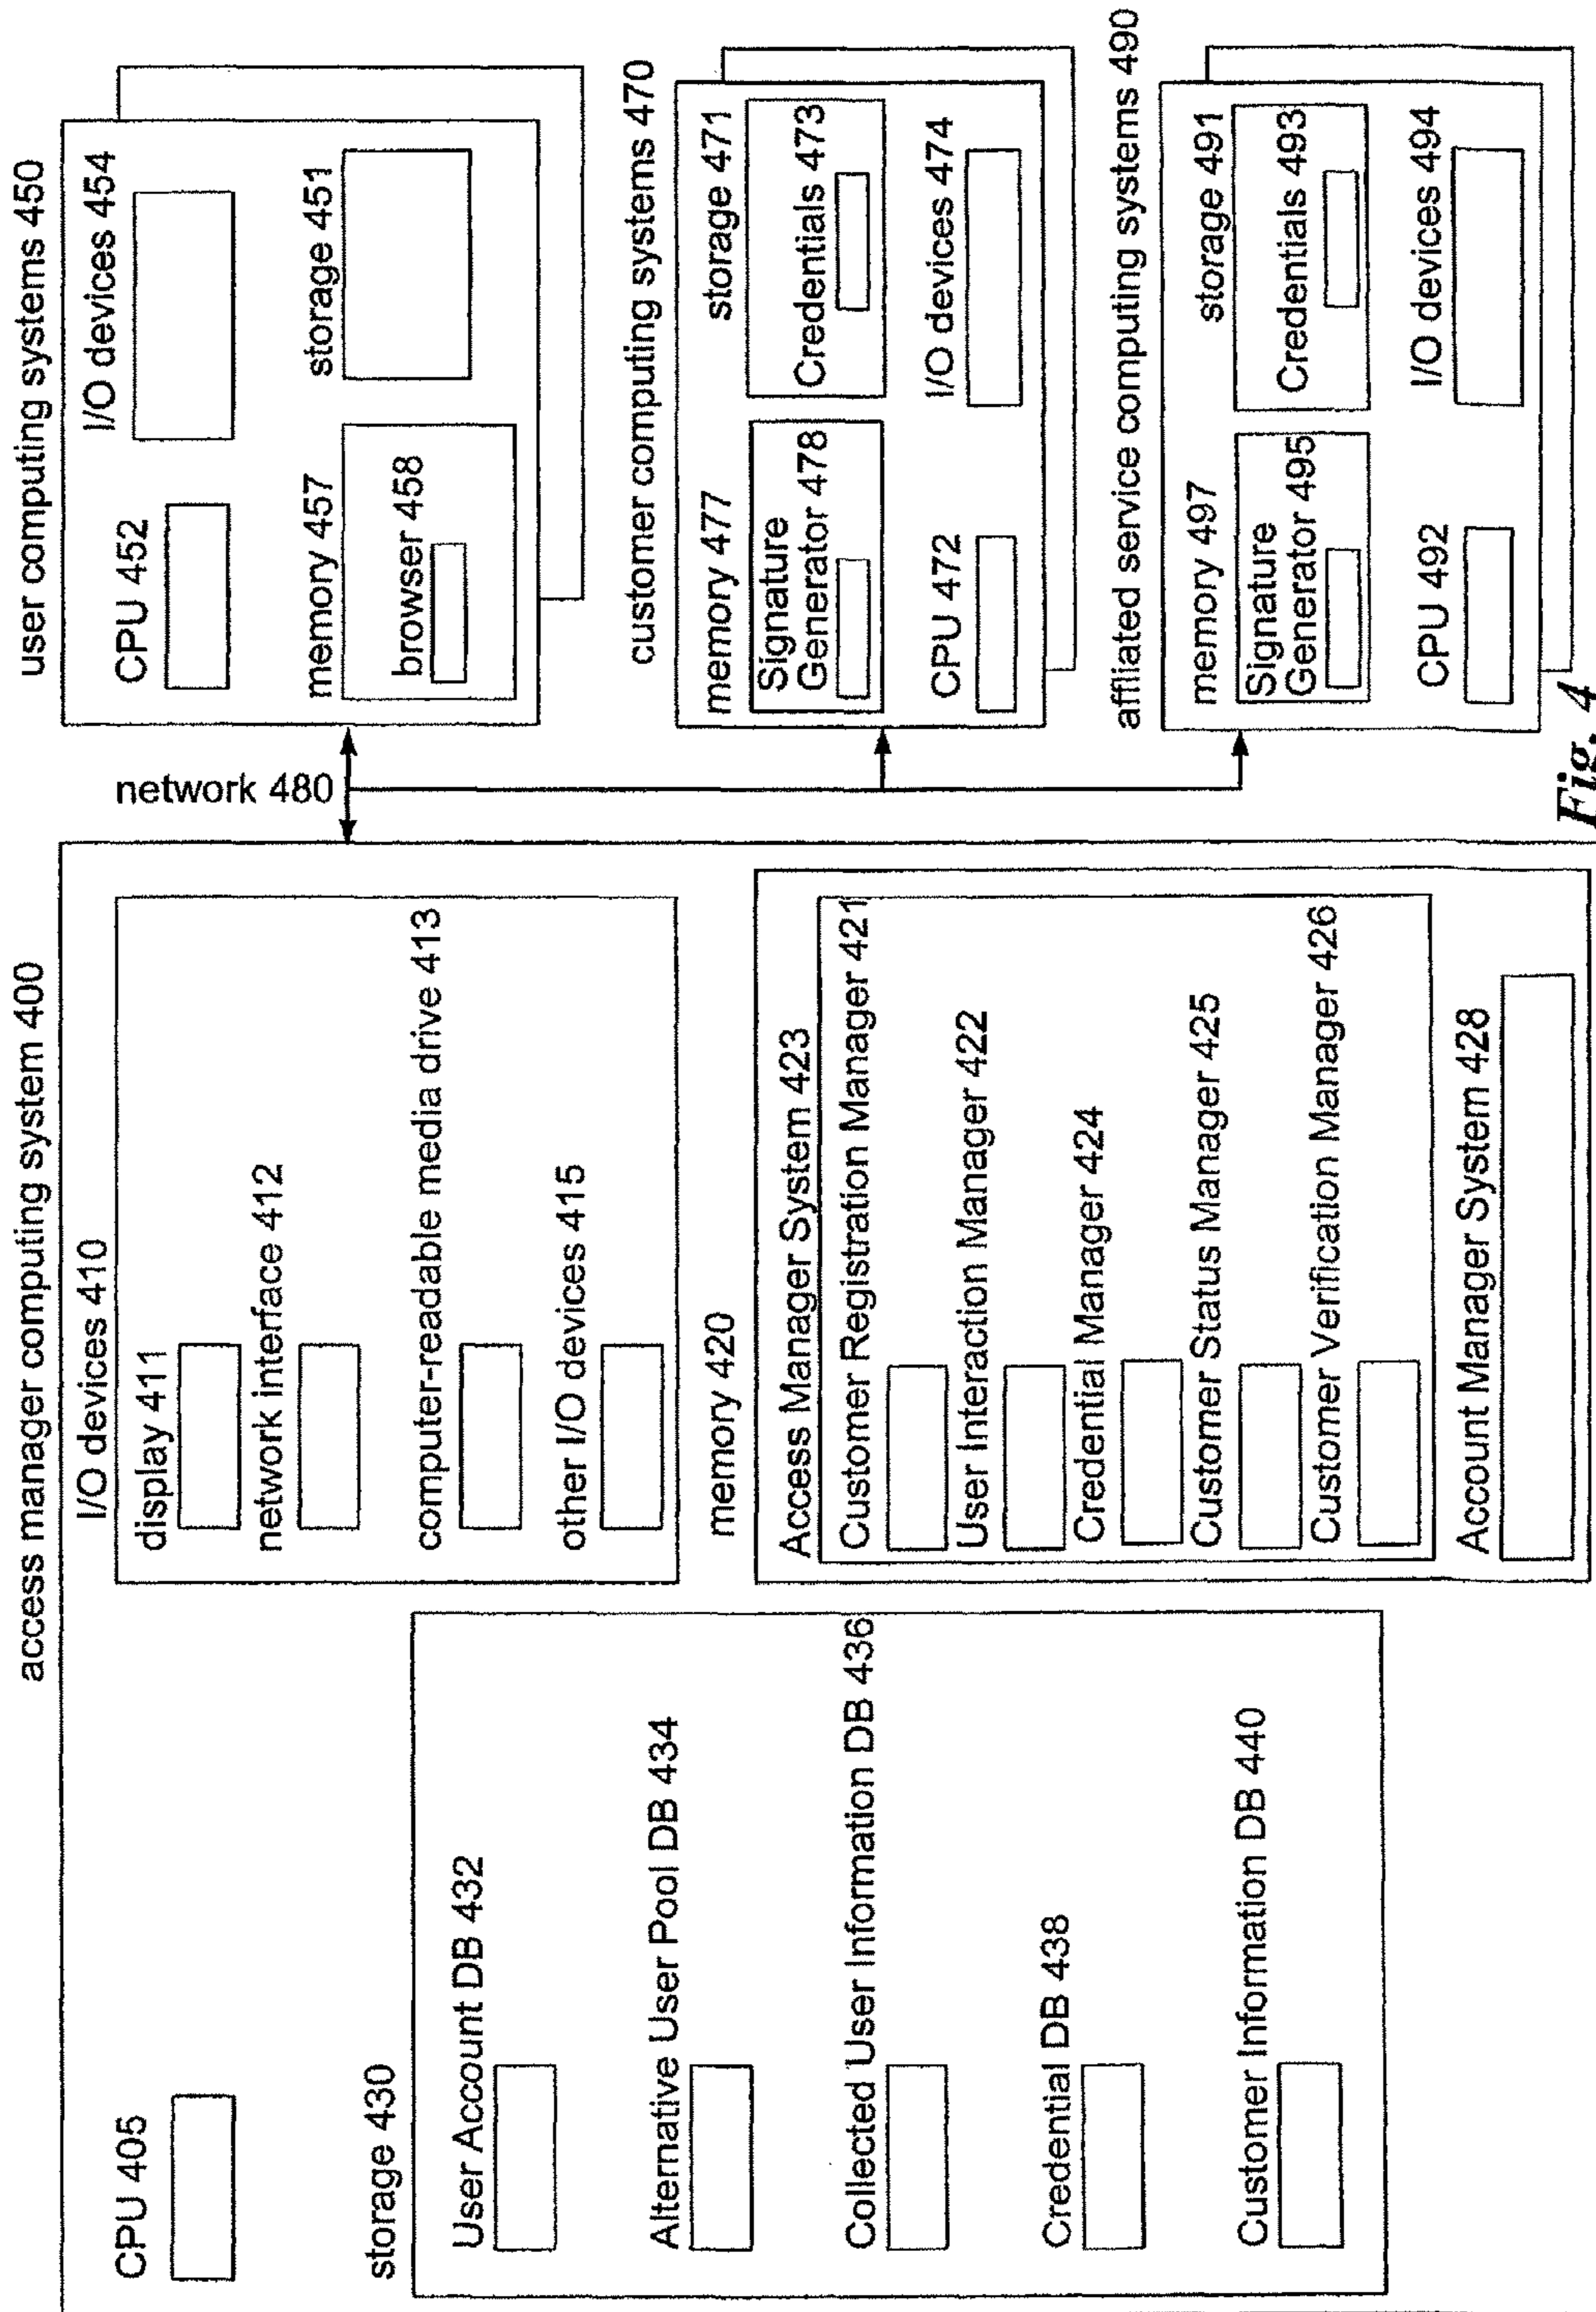 access manager computing system 400
CPU 405
I/O devices 410
display 411
network interface 412
computer-readable media drive 413
other I/O devices 415
storage 430
User Account DB 432
Alternative User Pool DB 434
Collected User Information DB 436
Credential DB 438
Customer Information DB 440
memory 420
Access Manager System 423
Customer Registration Manager 421
User Interaction Manager 422
Credential Manager 424
Customer Status Manager 425
Customer Verification Manager 426
Account Manager System 428
network 480
user computing systems 450
CPU 452
I/O devices 454
memory 457
browser 458
storage 451
customer computing systems 470
memory 477
Signature
Generator 478
storage 471
Credentials 473
CPU 472
I/O devices 474
affliated service computing systems 490
memory 497
Signature
Generator 495
storage 491
Credentials 493
CPU 492
I/O devices 494
Fig. 4